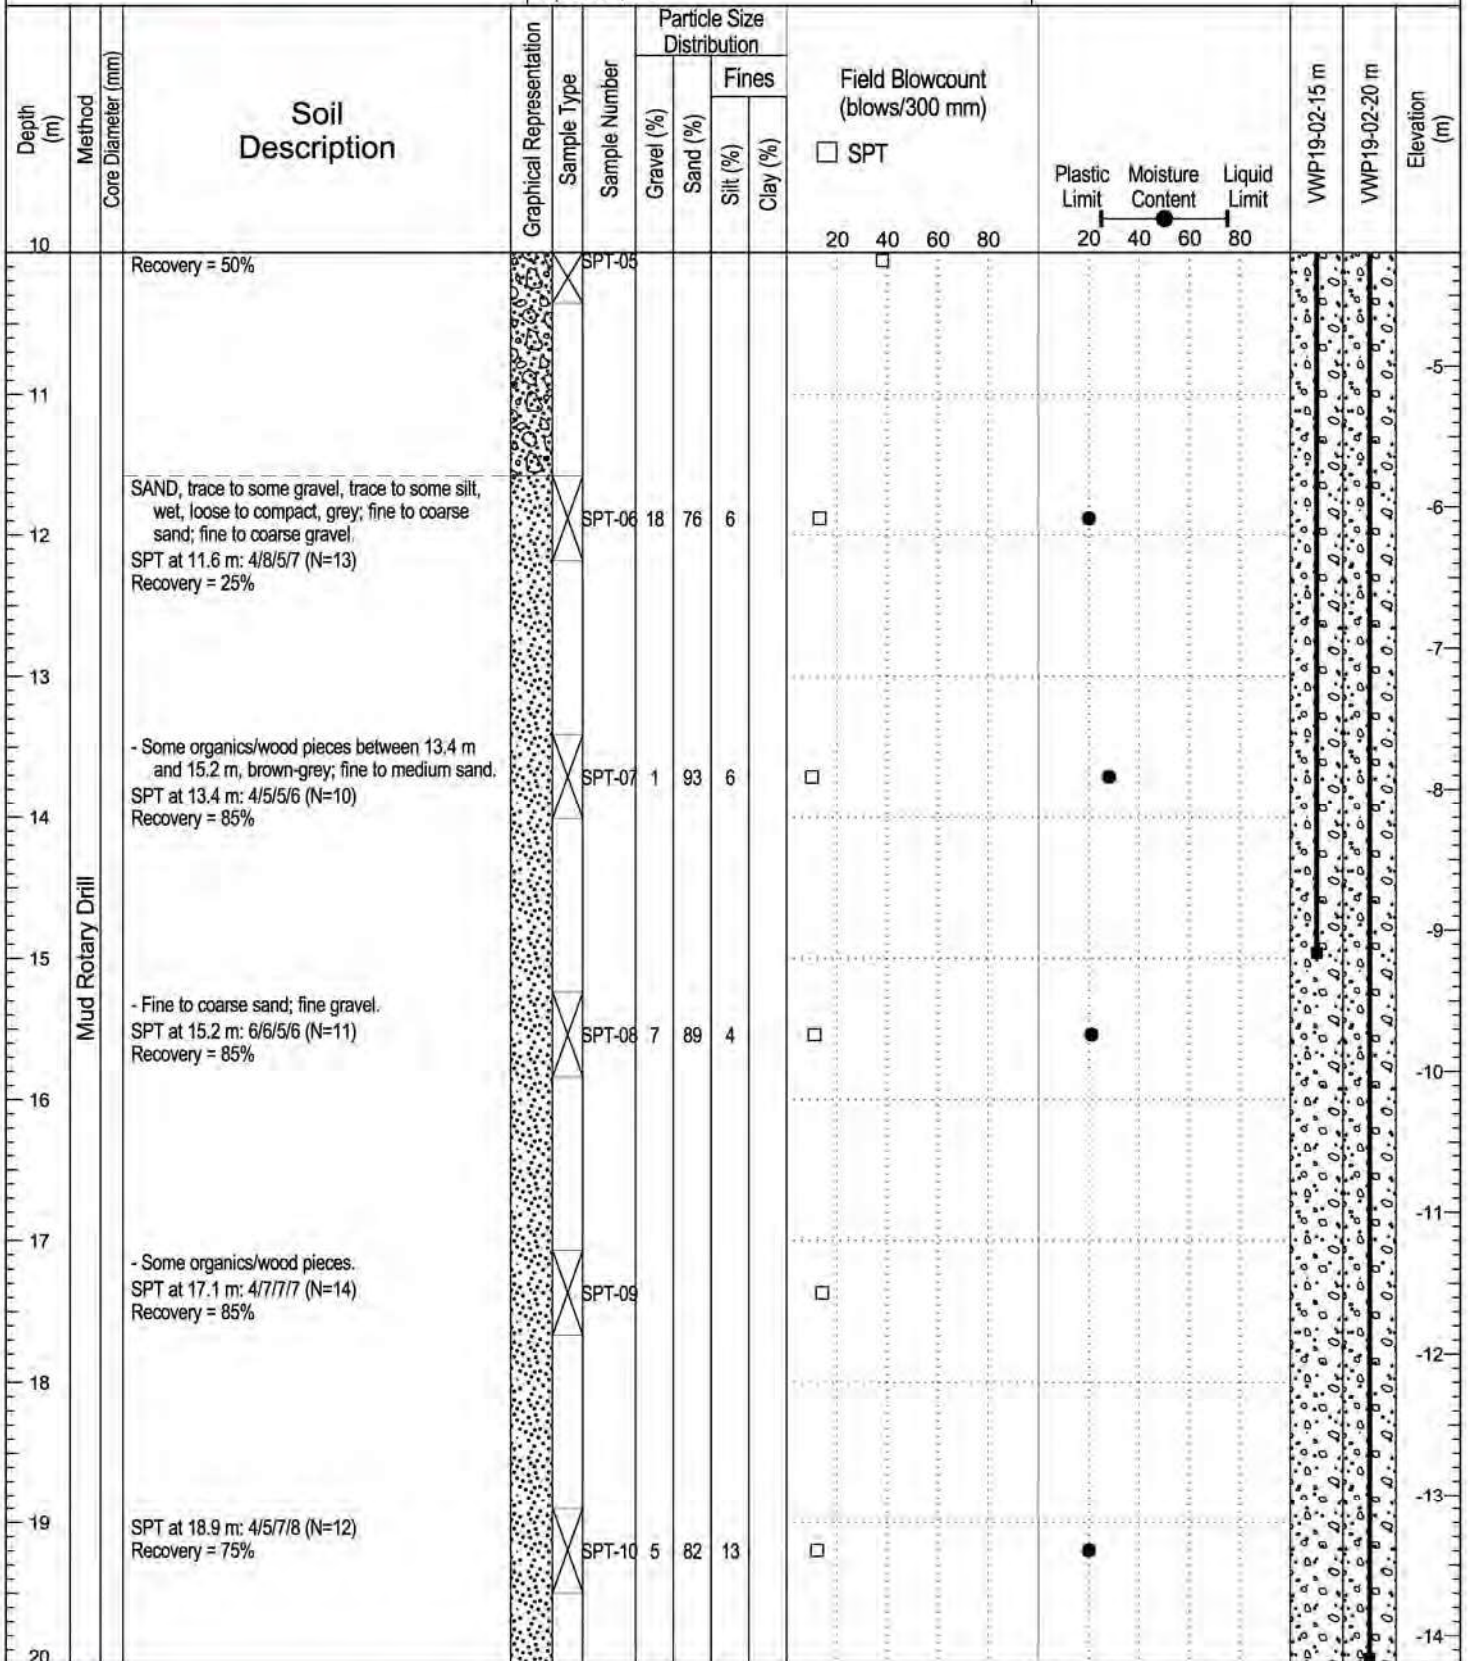 Depth
(m)
Method
Core Diameter (mm)
Soil
Description
Graphical Representation
Sample Type
Sample Number
Particle Size
Distribution
Gravel (%)
Sand (%)
Fines
Silt (%)
Clay (%)
Field Blowcount
(blows/300 mm)
SPT
20 40 60 80
Plastic
Limit
Moisture
Content
Liquid
Limit
20 40 60 80
VWP19-02-15 m
VWP19-02-20 m
Elevation
(m)
10
Recovery = 50%
SPT-05
-5
11
SAND, trace to some gravel, trace to some silt,
wet, loose to compact, grey; fine to coarse
sand; fine to coarse gravel.
SPT-06 18 76 6
-6
12
SPT at 11.6 m: 4/8/5/7 (N=13)
Recovery = 25%
-7
13
- Some organics/wood pieces between 13.4 m
and 15.2 m, brown-grey; fine to medium sand.
SPT-07 1 93 6
SPT at 13.4 m: 4/5/5/6 (N=10)
-8
Recovery = 85%
14
Mud Rotary Drill
-9
15
- Fine to coarse sand; fine gravel.
SPT at 15.2 m: 6/6/5/6 (N=11)
SPT-08 7 89 4
Recovery = 85%
-10
16
-11
17
- Some organics/wood pieces.
SPT at 17.1 m: 4/7/7/7 (N=14)
SPT-09
Recovery = 85%
-12
18
-13
19
SPT at 18.9 m: 4/5/7/8 (N=12)
Recovery = 75%
SPT-10 5 82 13
-14
20